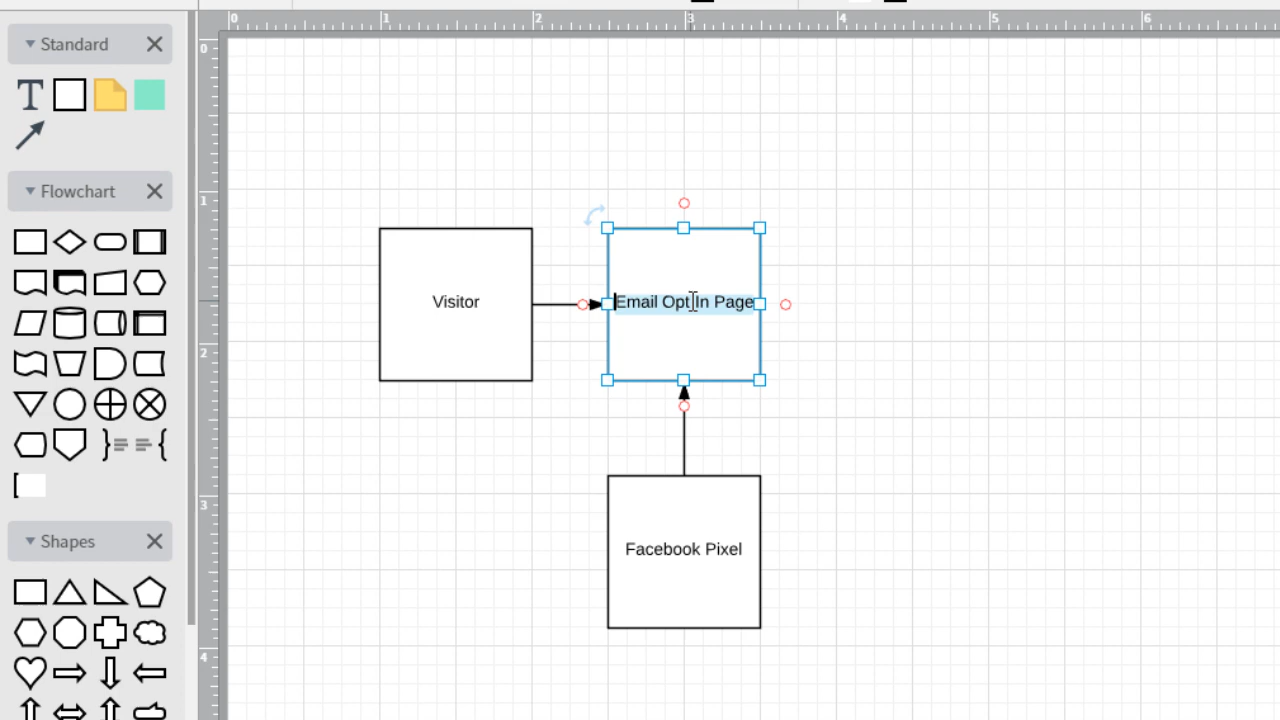 0 1 2 3 4 5 6
Standard
0
T
Flowchart
1
Visitor
Email Opt In Page
2
3
Shapes
Facebook Pixel
4